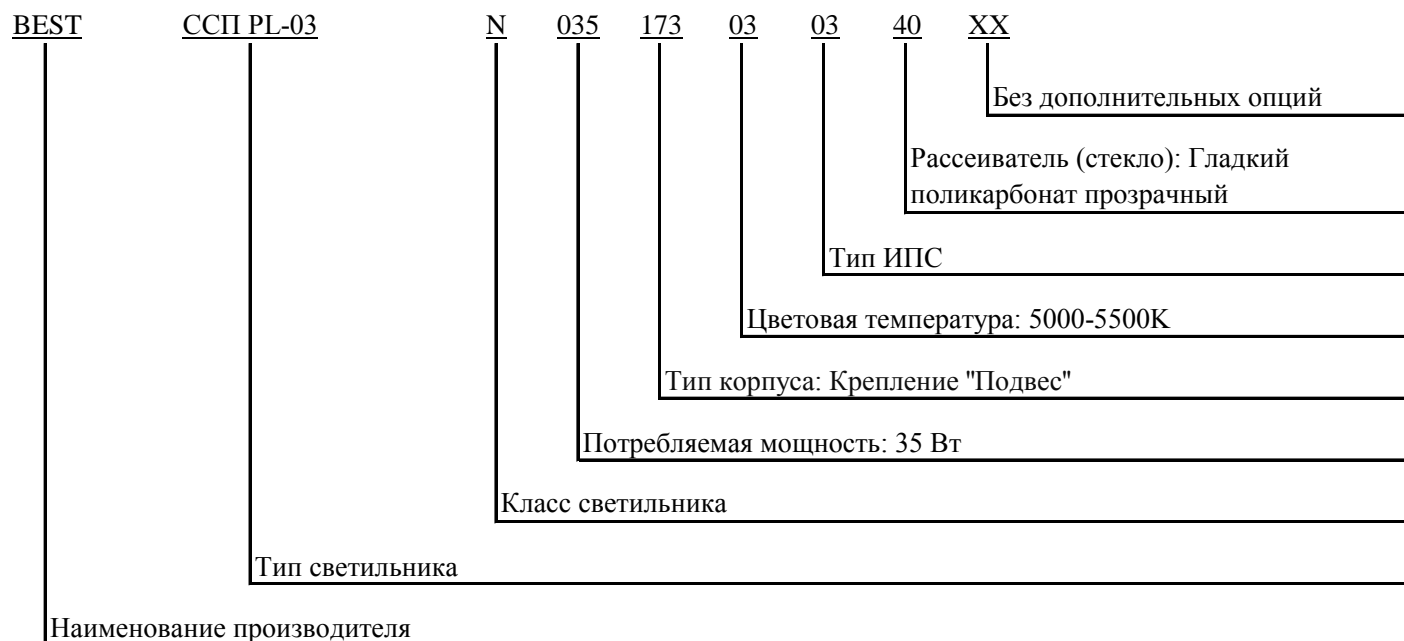 BEST ССП PL-03 N 035 173 03 03 40 XX
Без дополнительных опций
Рассеиватель (стекло): Гладкий
поликарбонат прозрачный
Тип ИПС
Цветовая температура: 5000-5500K
Тип корпуса: Крепление "Подвес"
Потребляемая мощность: 35 Вт
Класс светильника
Тип светильника
Наименование производителя